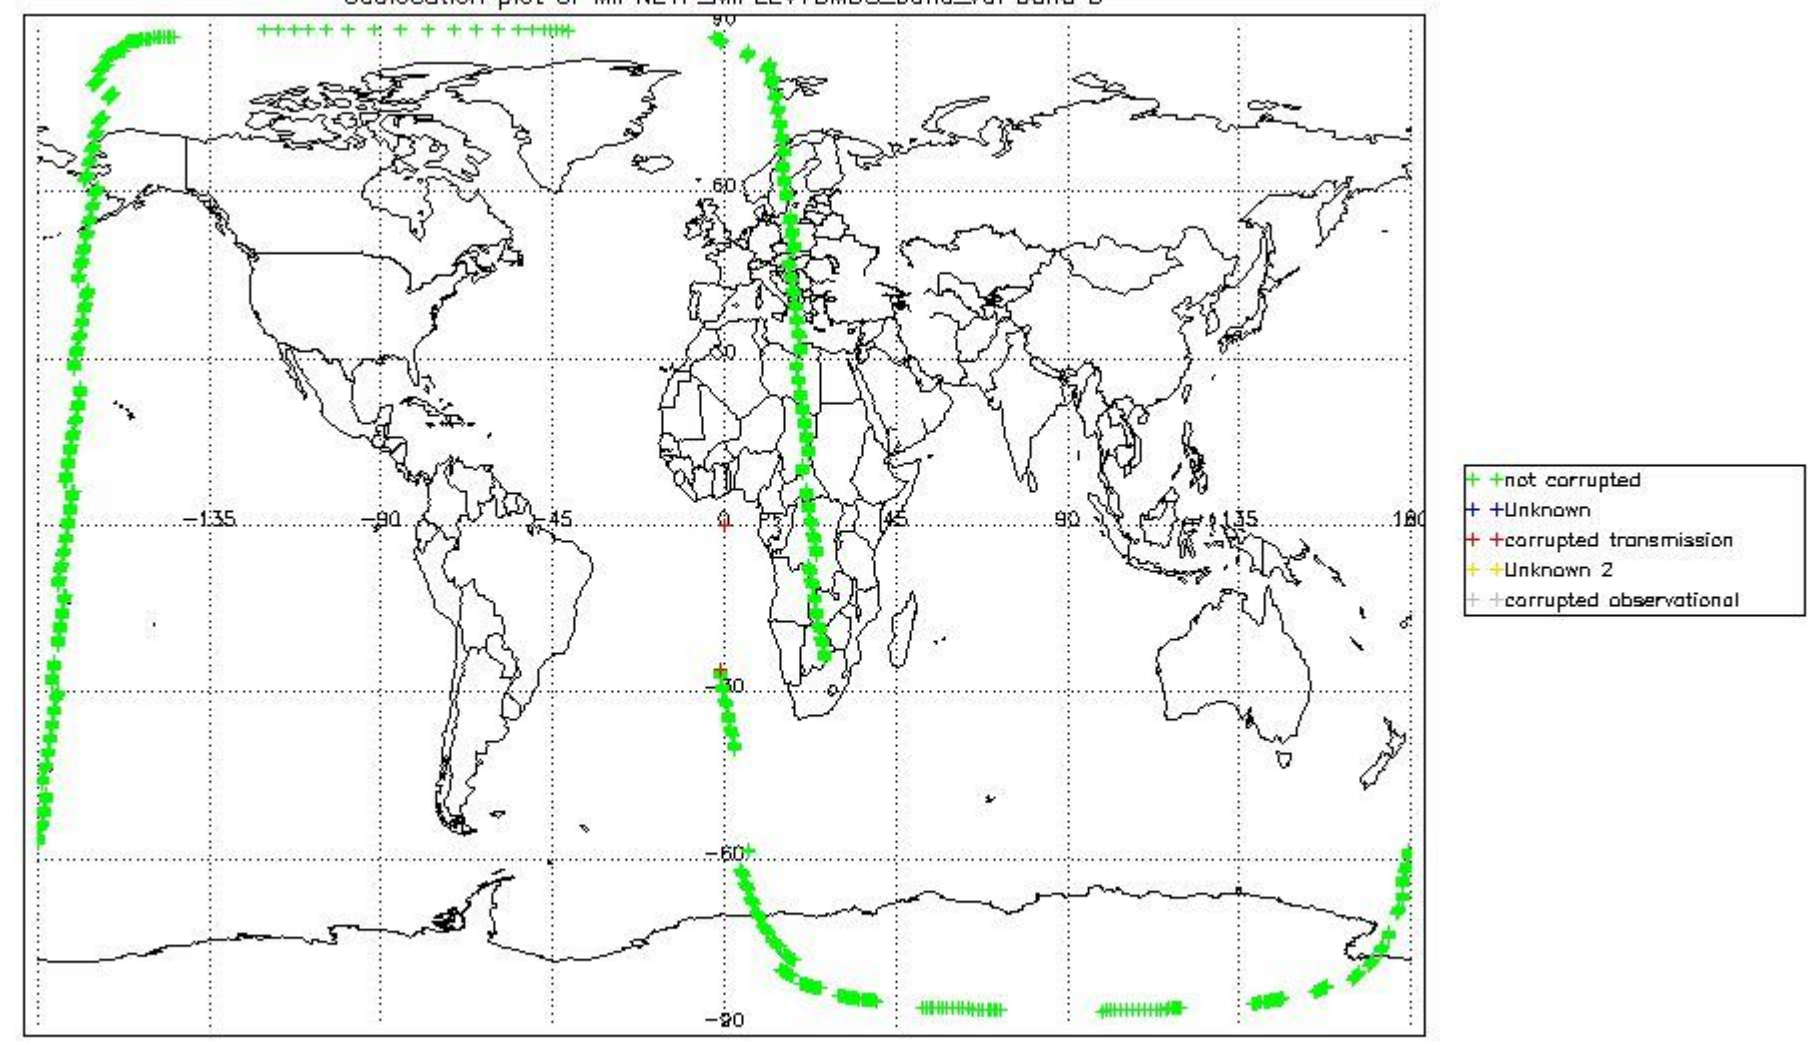 90
60
30
-135 -90 -45 0 45 90 135 180
-30
-60
-90
++not corrupted
++Unknown
++corrupted transmission
++Unknown 2
++corrupted observational